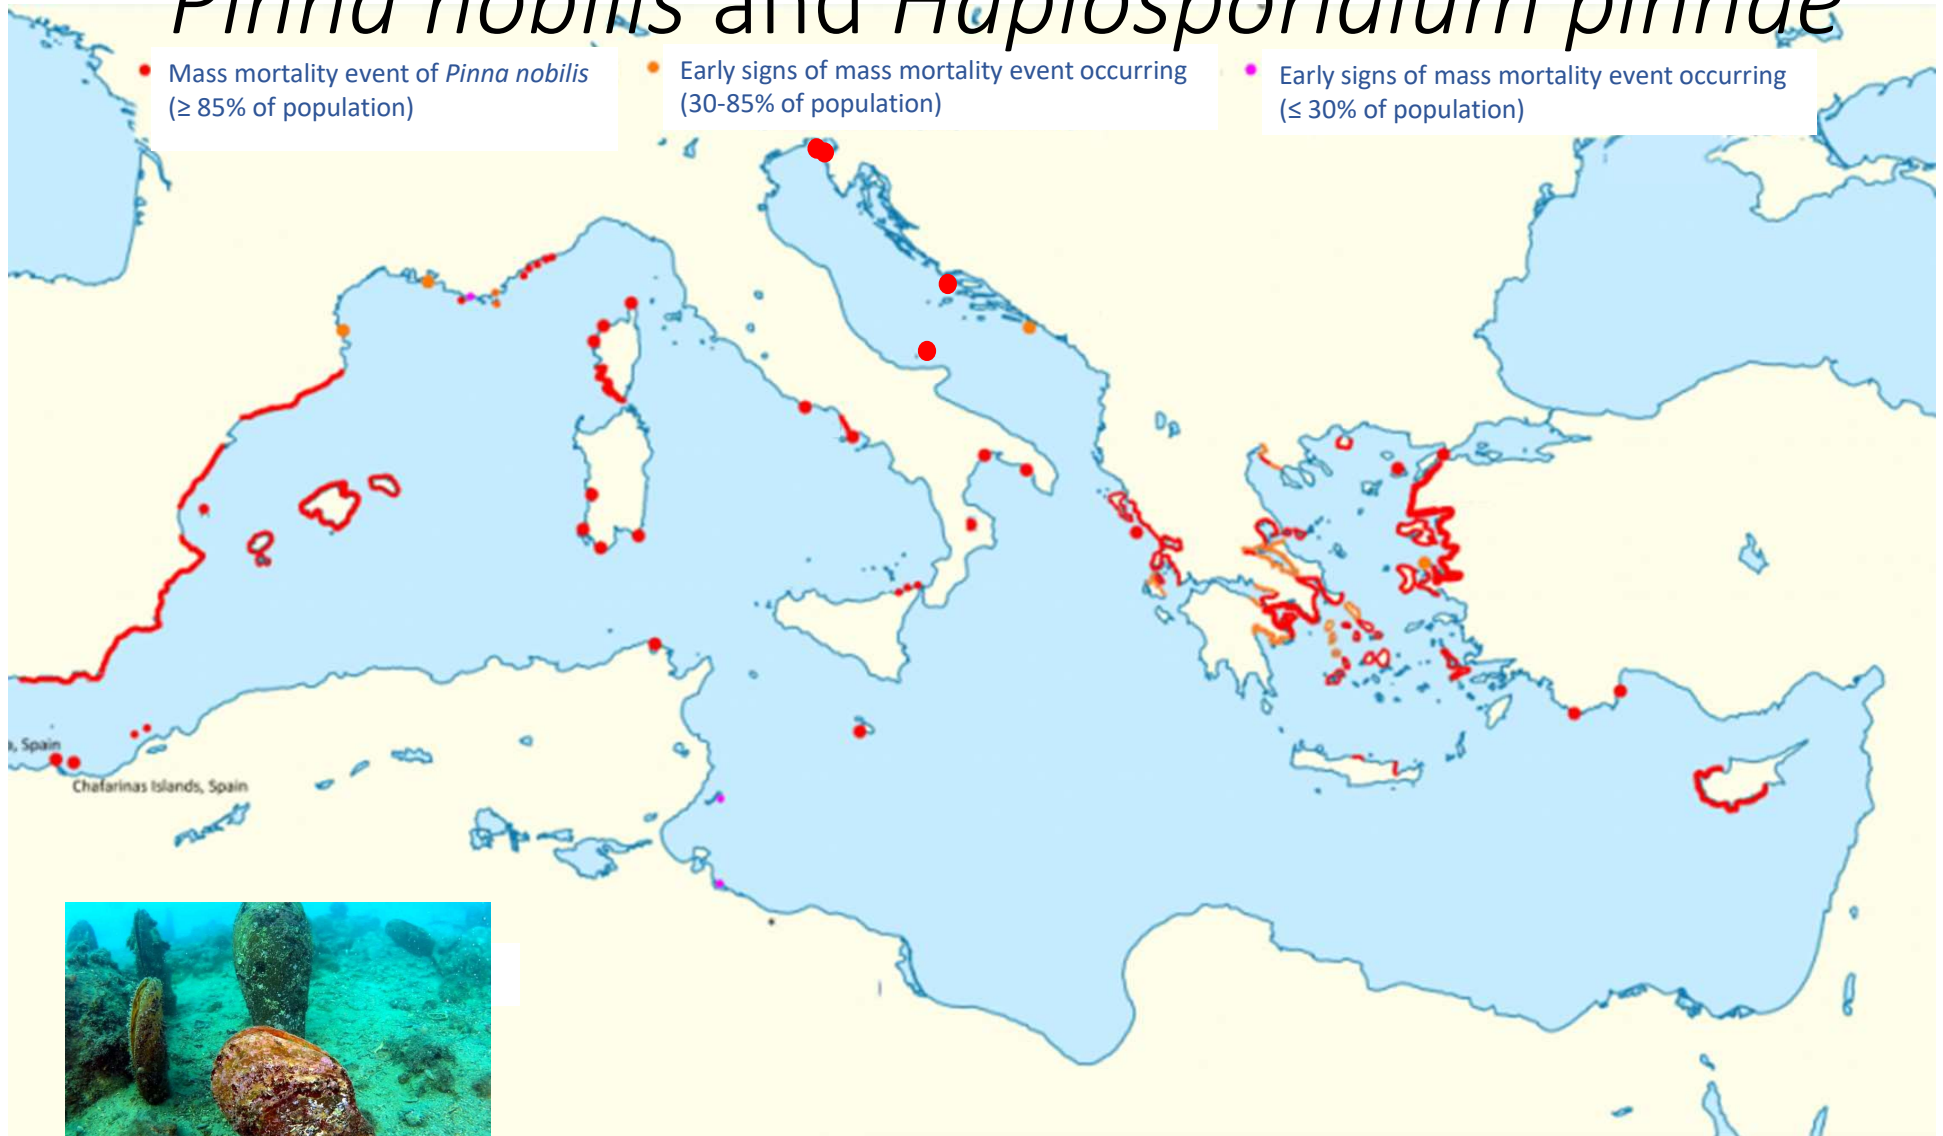 Pinna nobilis and Haplosporidium pinnae
Mass mortality event of Pinna nobilis
(≥ 85% of population)
Early signs of mass mortality event occurring
(30-85% of population)
Early signs of mass mortality event occurring
(≤ 30% of population)
, Spain
Chafarinas Islands, Spain